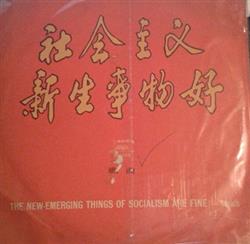 社会主义
新生事物好
THE NEW-EMERGING THINGS OF SOCIALISM ARE FINE